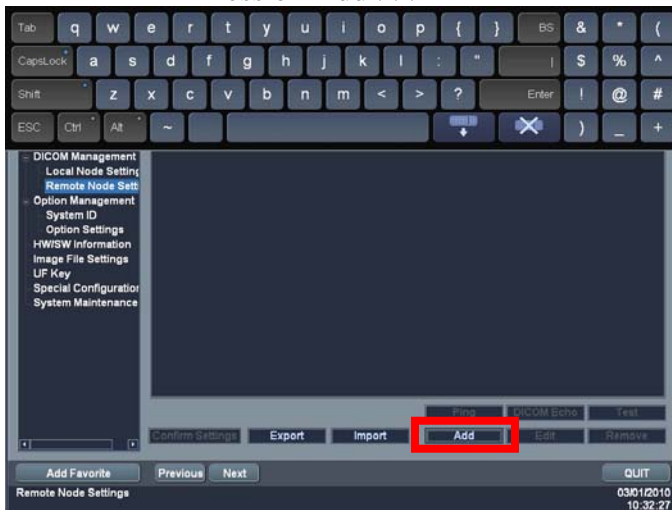 Tab q w e r t y u i o p { } BS & * (
CapsLock a s d f g h j k l : " | $ % ^
Shift z x c v b n m < > ? Enter ! @ #
ESC Ctrl Alt ~ ) _ +
DICOM Management
Local Node Setting
Remote Node Setti
Option Management
System ID
Option Settings
HW/SW Information
Image File Settings
UF Key
Special Configuration
System Maintenance
Ping DICOM Echo Test
Confirm Settings Export Import Add Edit Remove
Add Favorite Previous Next QUIT
Remote Node Settings 03/01/2010
10:32:27